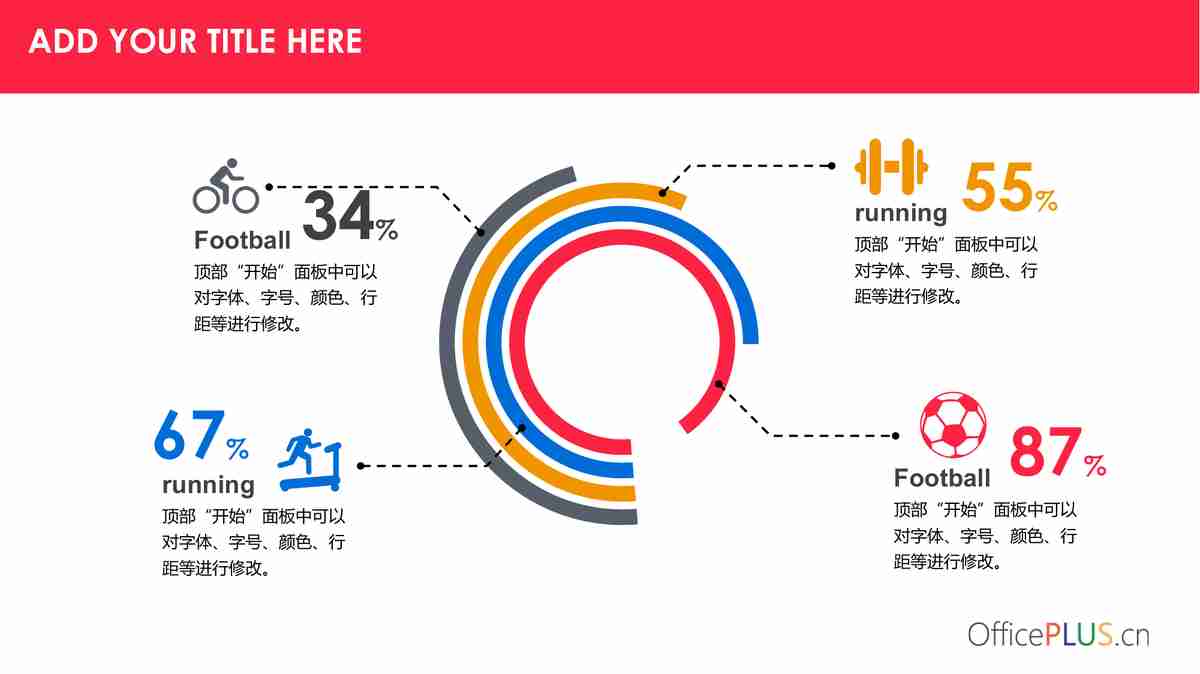 ADD YOUR TITLE HERE
34%
Football
顶部“开始”面板中可以
对字体、字号、颜色、行
距等进行修改。
55%
running
顶部“开始”面板中可以
对字体、字号、颜色、行
距等进行修改。
67%
running
顶部“开始”面板中可以
对字体、字号、颜色、行
距等进行修改。
87%
Football
顶部“开始”面板中可以
对字体、字号、颜色、行
距等进行修改。
OfficePLUS.cn